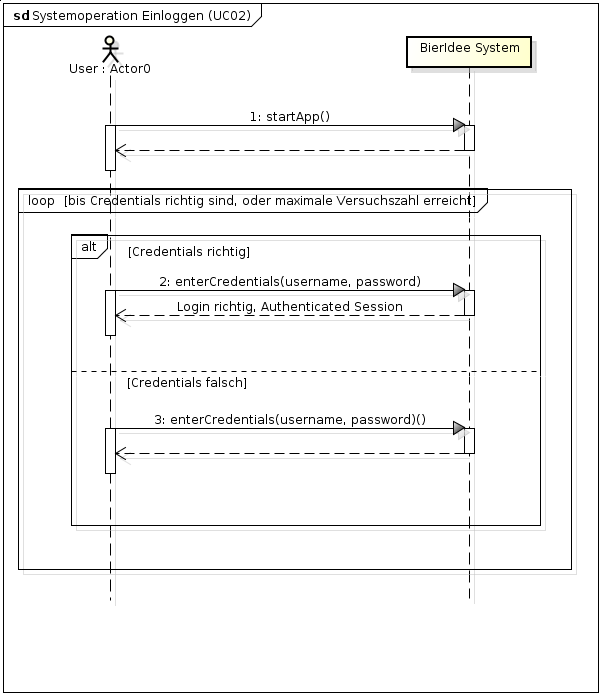 sd Systemoperation Einloggen (UC02)
User : Actor0
BierIdee System
1: startApp()
loop [bis Credentials richtig sind, oder maximale Versuchszahl erreicht]
alt
[Credentials richtig]
2: enterCredentials(username, password)
Login richtig, Authenticated Session
[Credentials falsch]
3: enterCredentials(username, password)()